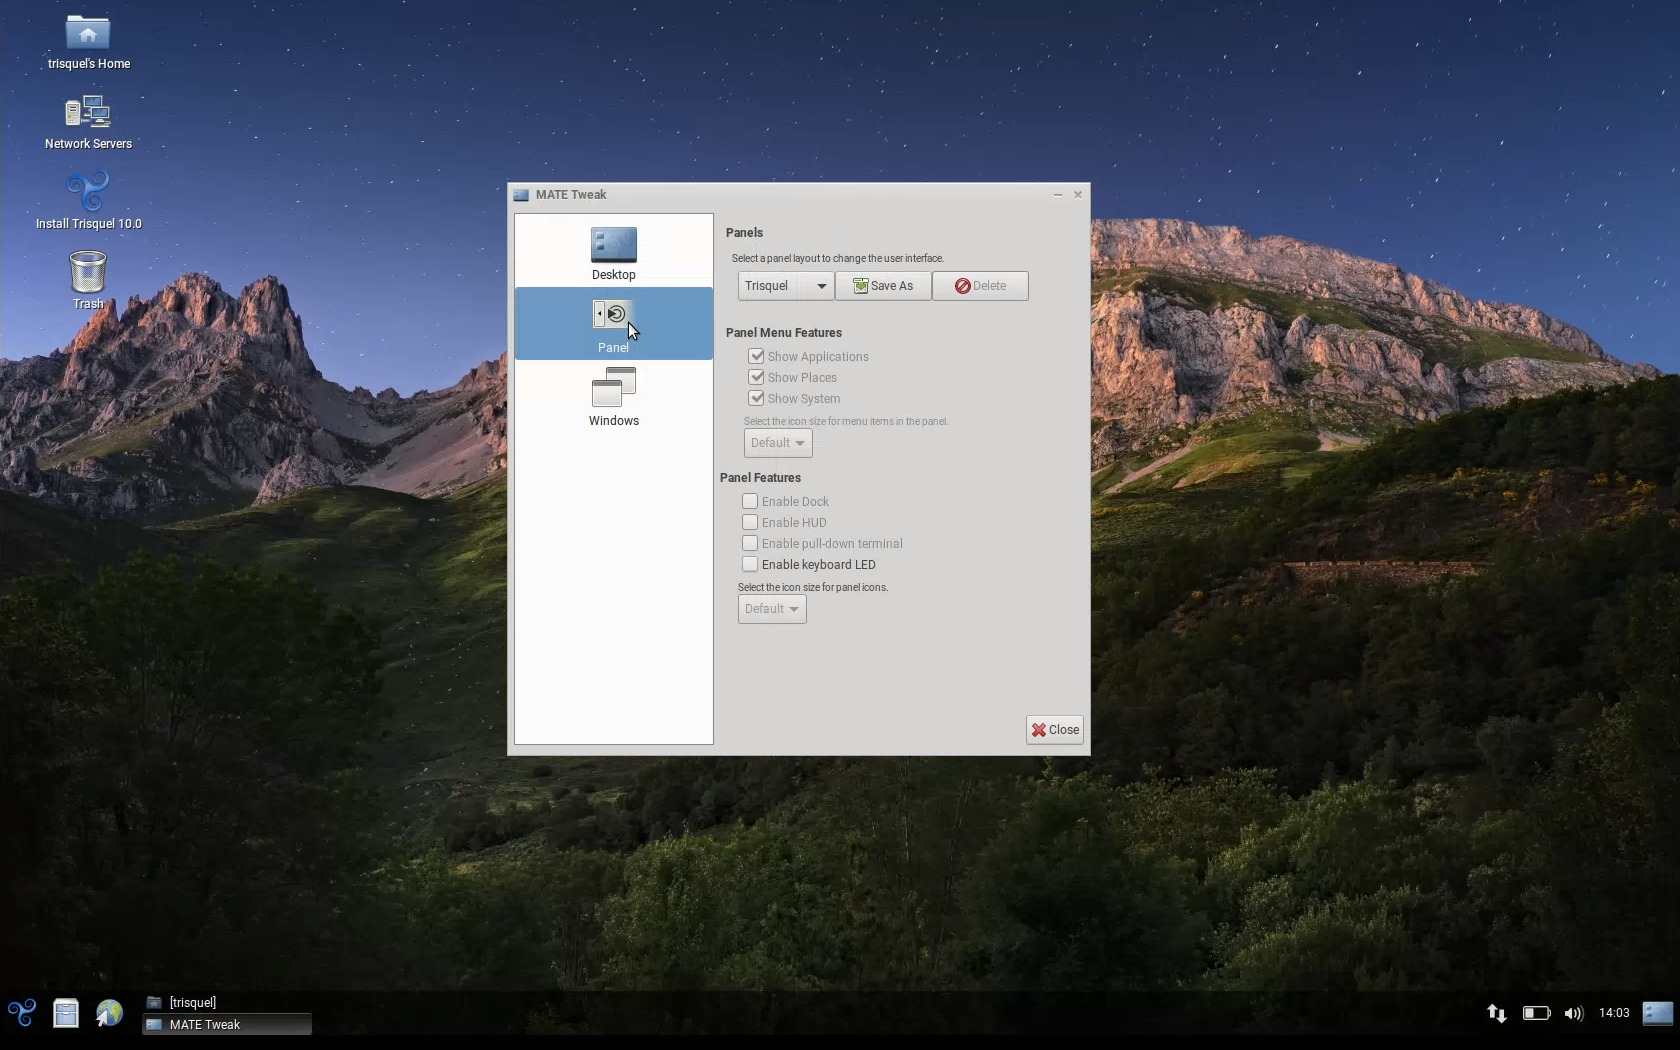 trisquel's Home
Network Servers
Install Trisquel 10.0
Trash
MATE Tweak
Desktop
Panel
Windows
Panels
Select a panel layout to change the user interface.
Trisquel
Save As
Delete
Panel Menu Features
Show Applications
Show Places
Show System
Select the icon size for menu items in the panel.
Default
Panel Features
Enable Dock
Enable HUD
Enable pull-down terminal
Enable keyboard LED
Select the icon size for panel icons.
Default
Close
[trisquel]
MATE Tweak
14:03